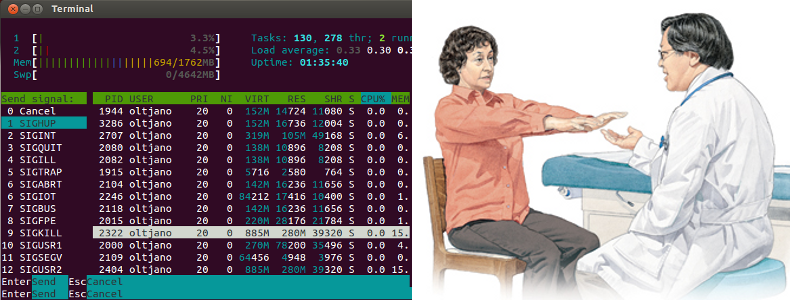 Terminal
1 [| 3.3%] Tasks: 130, 278 thr; 2 runn
2 [|| 4.5%] Load average: 0.33 0.30 0.3
Mem[||||||||||||||||||||694/1762MB] Uptime: 01:35:40
Swp[ 0/4642MB]
Send signal: PID USER PRI NI VIRT RES SHR S CPU% MEM
0 Cancel 1944 oltjano 20 0 152M 14724 11080 S 0.0 0.
1 SIGHUP 3286 oltjano 20 0 152M 16736 12004 S 0.0 0.
2 SIGINT 2707 oltjano 20 0 319M 105M 49168 S 0.0 6.
3 SIGQUIT 2080 oltjano 20 0 138M 10896 8208 S 0.0 0.
4 SIGILL 2082 oltjano 20 0 138M 10896 8208 S 0.0 0.
5 SIGTRAP 1915 oltjano 20 0 5716 2580 764 S 0.0 0.
6 SIGABRT 2104 oltjano 20 0 142M 16236 11656 S 0.0 0.
6 SIGIOT 2246 oltjano 20 0 84212 17416 10400 S 0.0 1.
7 SIGBUS 2118 oltjano 20 0 142M 16236 11656 S 0.0 0.
8 SIGFPE 2015 oltjano 20 0 220M 28176 21784 S 0.0 1.
9 SIGKILL 2322 oltjano 20 0 885M 280M 39320 S 0.0 15.
10 SIGUSR1 2000 oltjano 20 0 270M 78200 35496 S 0.0 4.
11 SIGSEGV 2109 oltjano 20 0 64456 4948 3976 S 0.0 0.
12 SIGUSR2 2404 oltjano 20 0 885M 280M 39320 S 0.0 15.
EnterSend EscCancel
EnterSend EscCancel